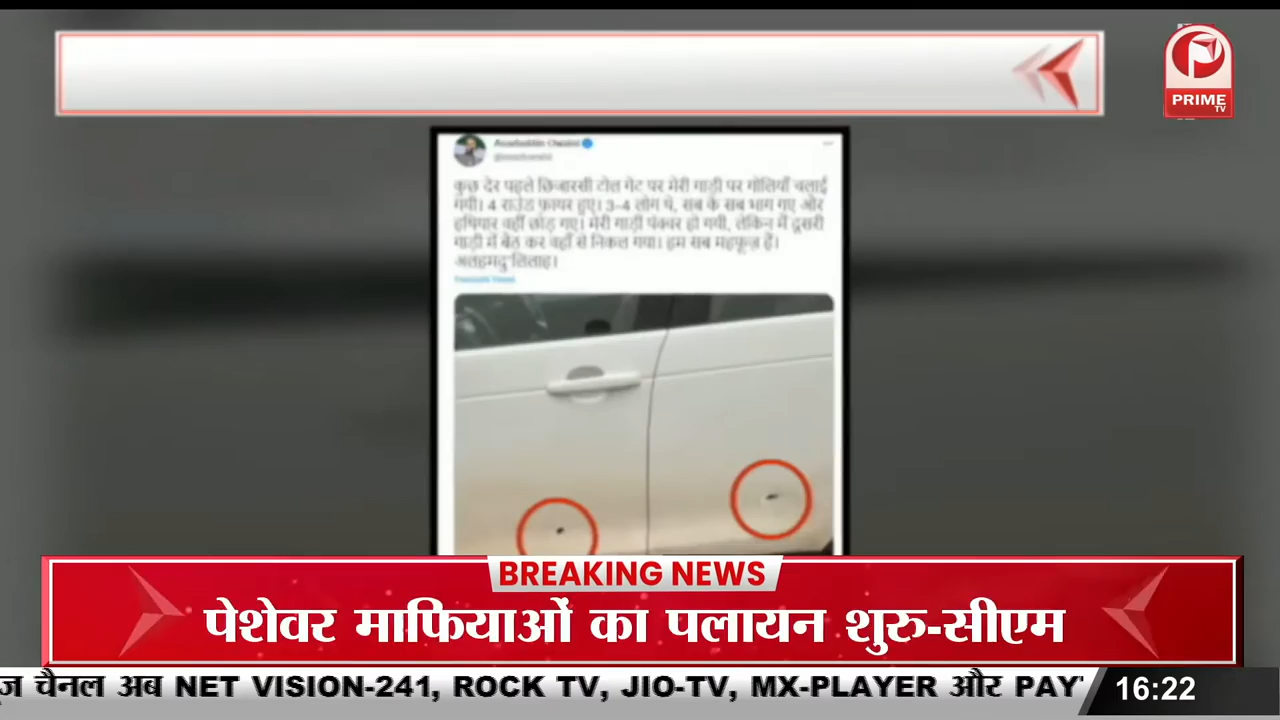 PRIME
TV
Asaduddin Owaisi
कुछ देर पहले छिजारसी टोल गेट पर मेरी गाड़ी पर गोलियाँ चलाई
गयी। 4 राउंड फ़ायर हुए। 3-4 लोग थे, सब के सब भाग गए और
हथियार वहीं छोड़ गए। मेरी गाड़ी पंक्चर हो गयी, लेकिन मैं दूसरी
गाड़ी में बैठ कर वहाँ से निकल गया। हम सब महफ़ूज़ हैं।
अलहमदु'लिलाह।
BREAKING NEWS
पेशेवर माफियाओं का पलायन शुरु-सीएम
ज चैनल अब NET VISION-241, ROCK TV, JIO-TV, MX-PLAYER और PAY
16:22